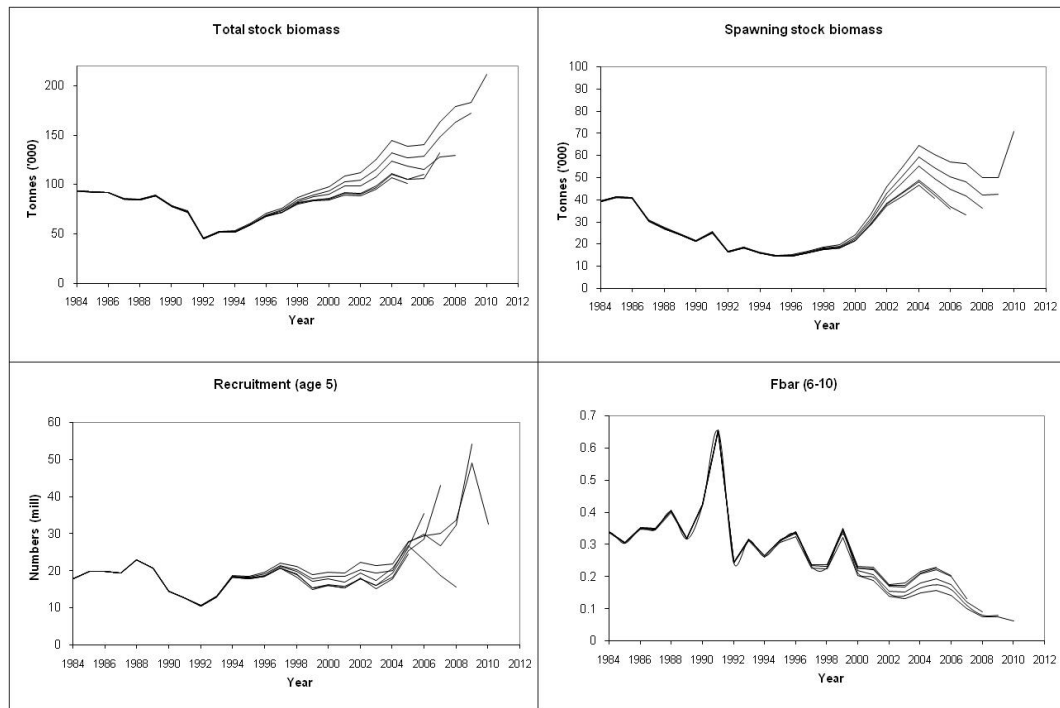 Total stock biomass
Tonnes ('000)
200
150
100
50
0
1984 1986 1988 1990 1992 1994 1996 1998 2000 2002 2004 2006 2008 2010 2012
Year
Spawning stock biomass
Tonnes ('000)
100
90
80
70
60
50
40
30
20
10
0
1984 1986 1988 1990 1992 1994 1996 1998 2000 2002 2004 2006 2008 2010 2012
Year
Recruitment (age 5)
Numbers (mill)
60
50
40
30
20
10
0
1984 1986 1988 1990 1992 1994 1996 1998 2000 2002 2004 2006 2008 2010 2012
Year
Fbar (6-10)
0.7
0.6
0.5
0.4
0.3
0.2
0.1
0
1984 1986 1988 1990 1992 1994 1996 1998 2000 2002 2004 2006 2008 2010 2012
Year